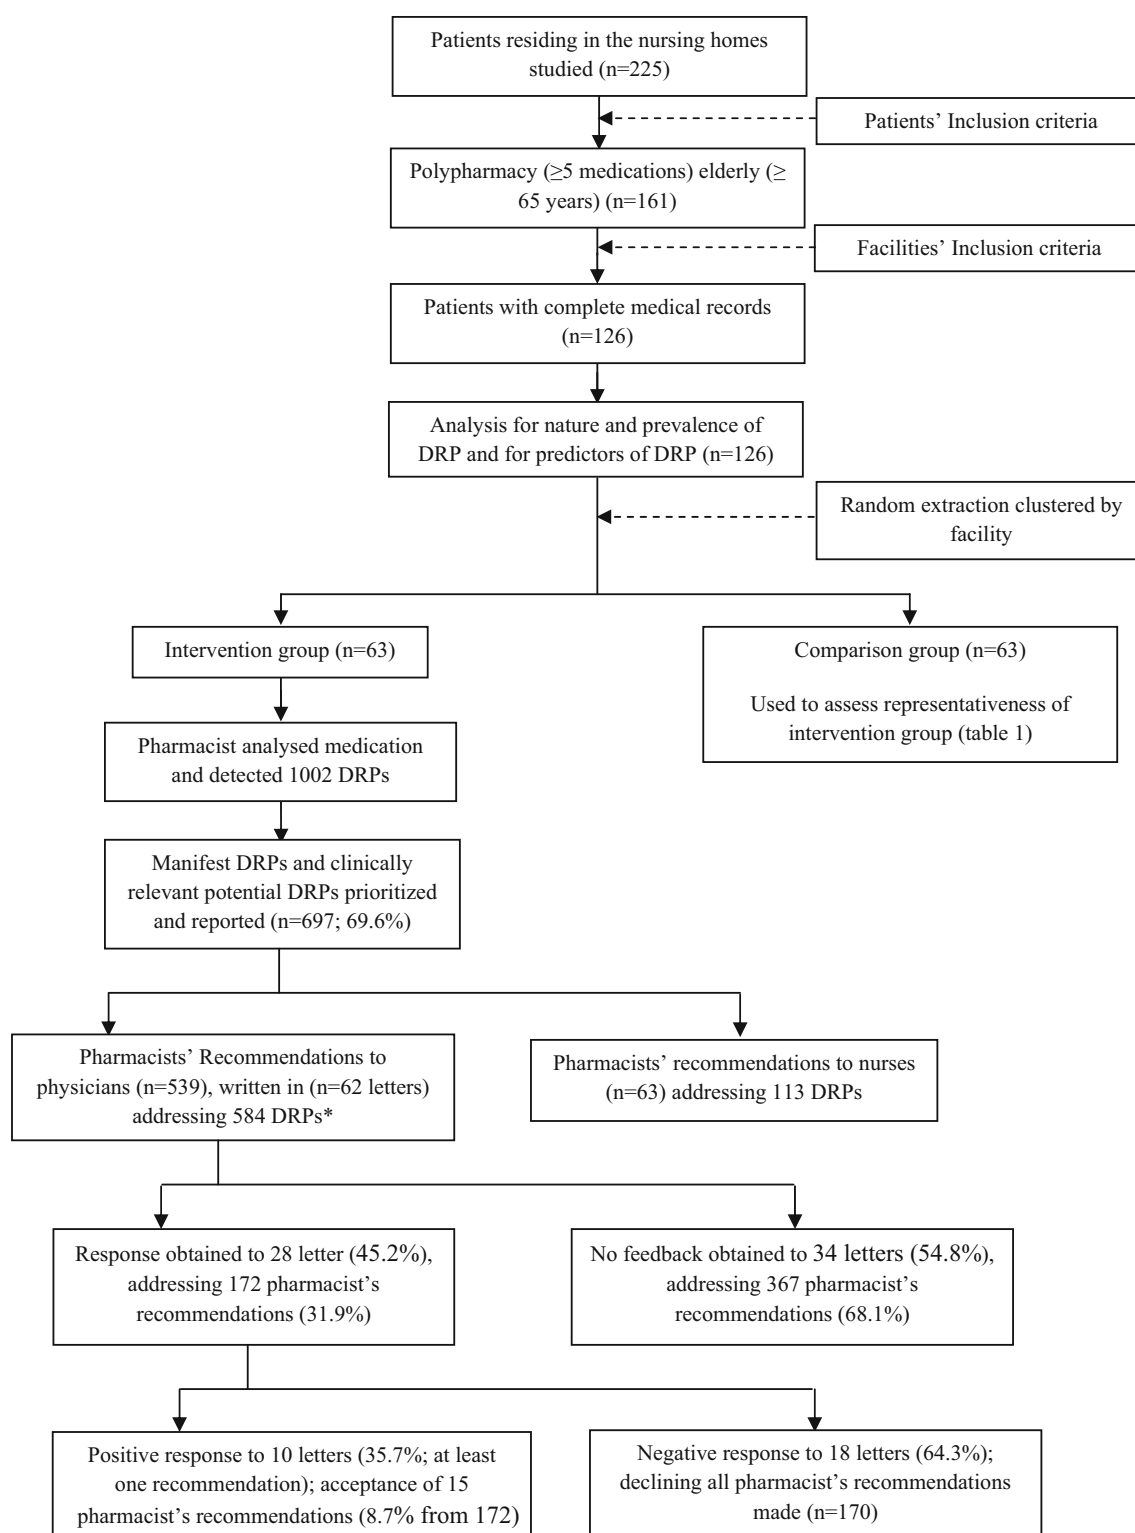 Patients residing in the nursing homes
studied (n=225)
Patients’ Inclusion criteria
Polypharmacy (≥5 medications) elderly (≥
65 years) (n=161)
Facilities’ Inclusion criteria
Patients with complete medical records
(n=126)
Analysis for nature and prevalence of
DRP and for predictors of DRP (n=126)
Random extraction clustered by
facility
Intervention group (n=63)
Comparison group (n=63)
Used to assess representativeness of
intervention group (table 1)
Pharmacist analysed medication
and detected 1002 DRPs
Manifest DRPs and clinically
relevant potential DRPs prioritized
and reported (n=697; 69.6%)
Pharmacists’ Recommendations to
physicians (n=539), written in (n=62 letters)
addressing 584 DRPs*
Pharmacists’ recommendations to nurses
(n=63) addressing 113 DRPs
Response obtained to 28 letter (45.2%),
addressing 172 pharmacist’s
recommendations (31.9%)
No feedback obtained to 34 letters (54.8%),
addressing 367 pharmacist’s
recommendations (68.1%)
Positive response to 10 letters (35.7%; at least
one recommendation); acceptance of 15
pharmacist’s recommendations (8.7% from 172)
Negative response to 18 letters (64.3%);
declining all pharmacist’s recommendations
made (n=170)